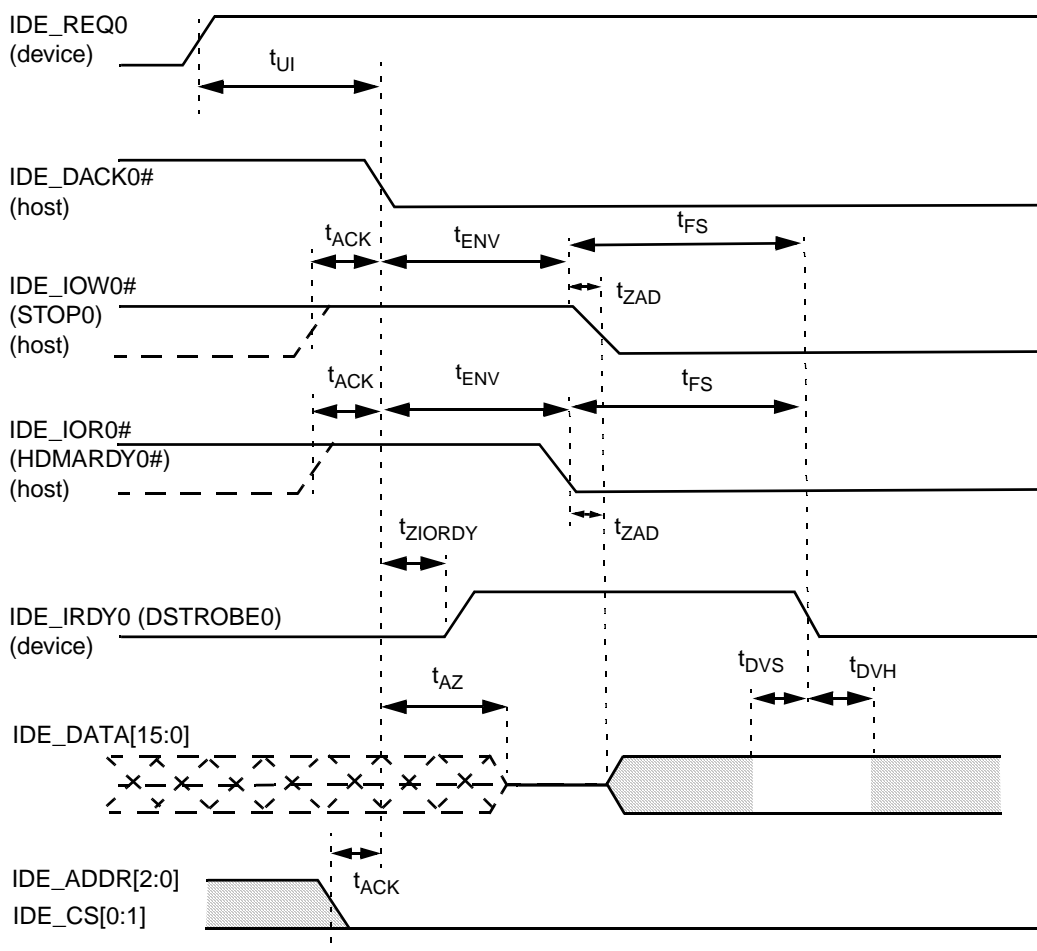 IDE_REQ0
(device)
tUI
IDE_DACK0#
(host)
tACK
tENV
tFS
IDE_IOW0#
(STOP0)
(host)
tZAD
tACK
tENV
tFS
IDE_IOR0#
(HDMARDY0#)
(host)
tZIORDY
tZAD
IDE_IRDY0 (DSTROBE0)
(device)
tDVS
tDVH
tAZ
IDE_DATA[15:0]
IDE_ADDR[2:0]
tACK
IDE_CS[0:1]